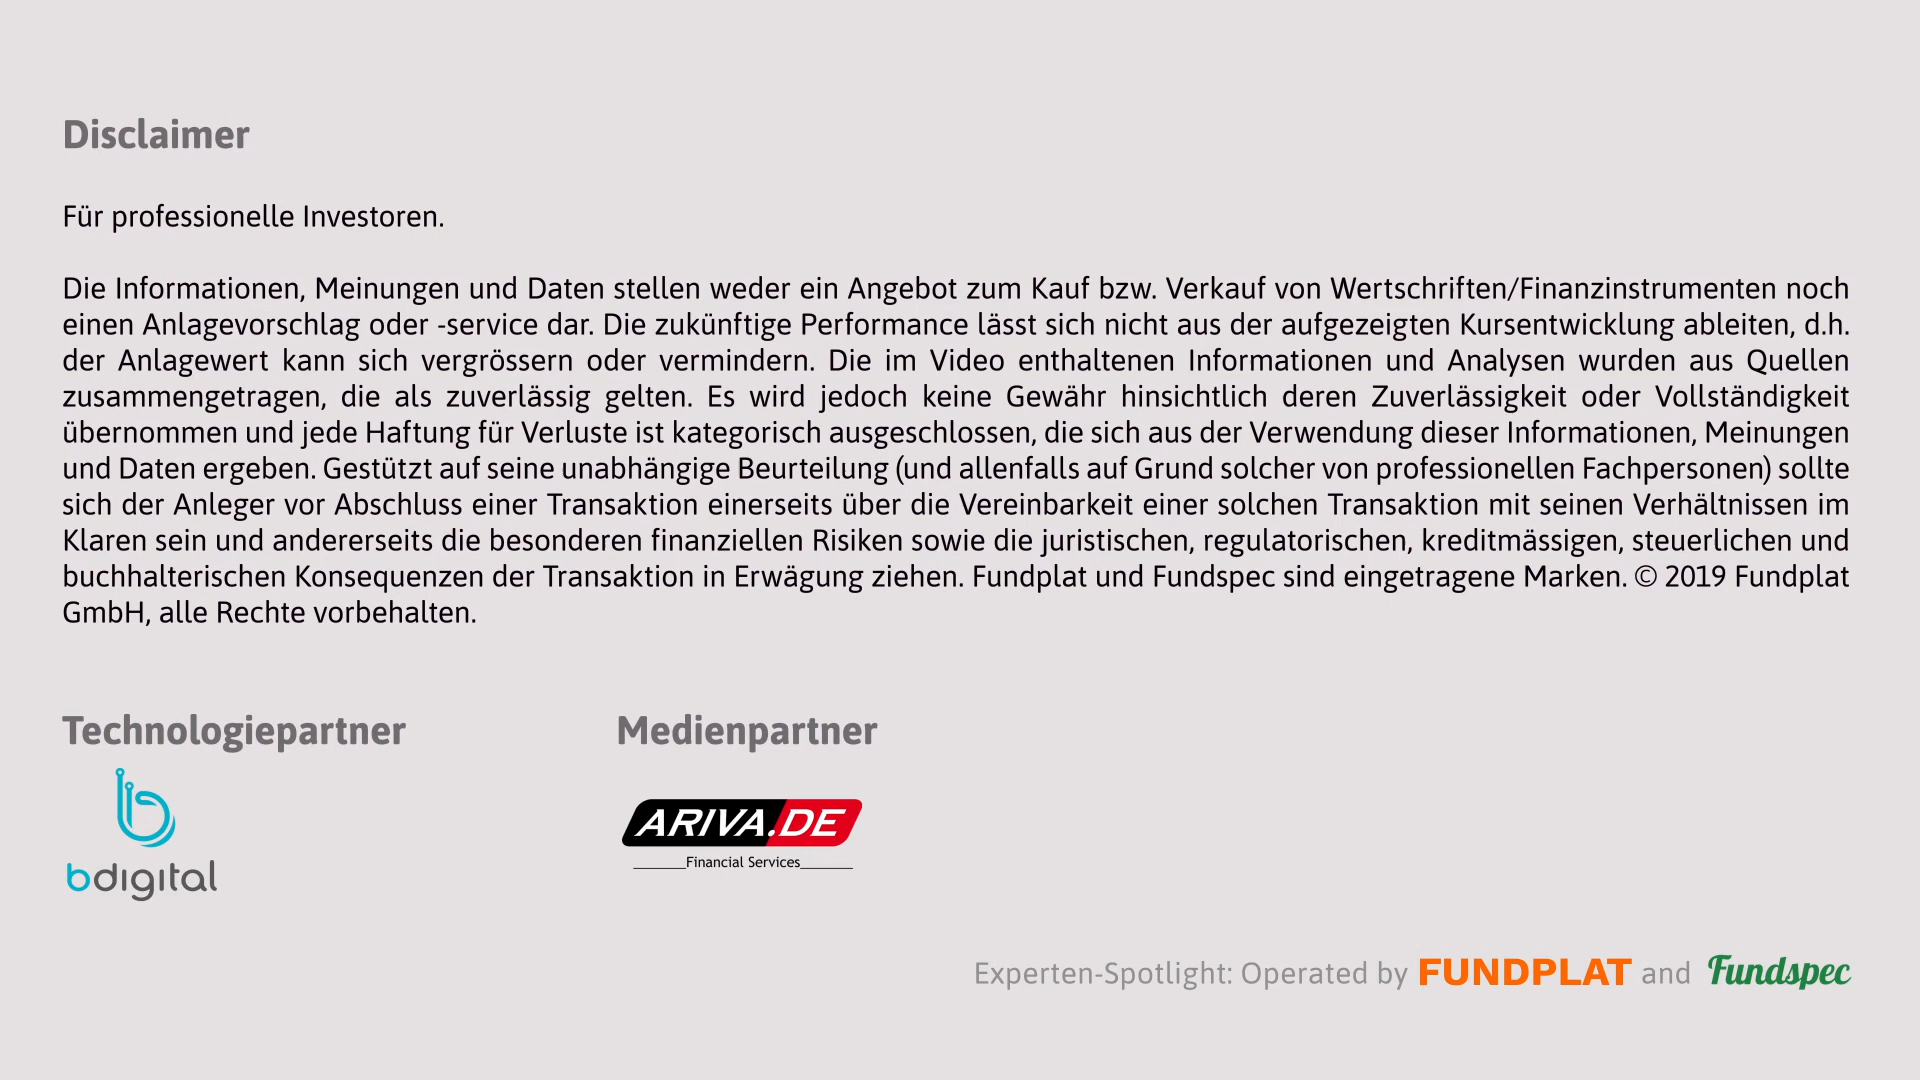 Disclaimer
Für professionelle Investoren.
Die Informationen, Meinungen und Daten stellen weder ein Angebot zum Kauf bzw. Verkauf von Wertschriften/Finanzinstrumenten noch
einen Anlagevorschlag oder -service dar. Die zukünftige Performance lässt sich nicht aus der aufgezeigten Kursentwicklung ableiten, d.h.
der Anlagewert kann sich vergrössern oder vermindern. Die im Video enthaltenen Informationen und Analysen wurden aus Quellen
zusammengetragen, die als zuverlässig gelten. Es wird jedoch keine Gewähr hinsichtlich deren Zuverlässigkeit oder Vollständigkeit
übernommen und jede Haftung für Verluste ist kategorisch ausgeschlossen, die sich aus der Verwendung dieser Informationen, Meinungen
und Daten ergeben. Gestützt auf seine unabhängige Beurteilung (und allenfalls auf Grund solcher von professionellen Fachpersonen) sollte
sich der Anleger vor Abschluss einer Transaktion einerseits über die Vereinbarkeit einer solchen Transaktion mit seinen Verhältnissen im
Klaren sein und andererseits die besonderen finanziellen Risiken sowie die juristischen, regulatorischen, kreditmässigen, steuerlichen und
buchhalterischen Konsequenzen der Transaktion in Erwägung ziehen. Fundplat und Fundspec sind eingetragene Marken. © 2019 Fundplat
GmbH, alle Rechte vorbehalten.
Technologiepartner
bdigital
Medienpartner
ARIVA.DE
Financial Services
Experten-Spotlight: Operated by FUNDPLAT and Fundspec